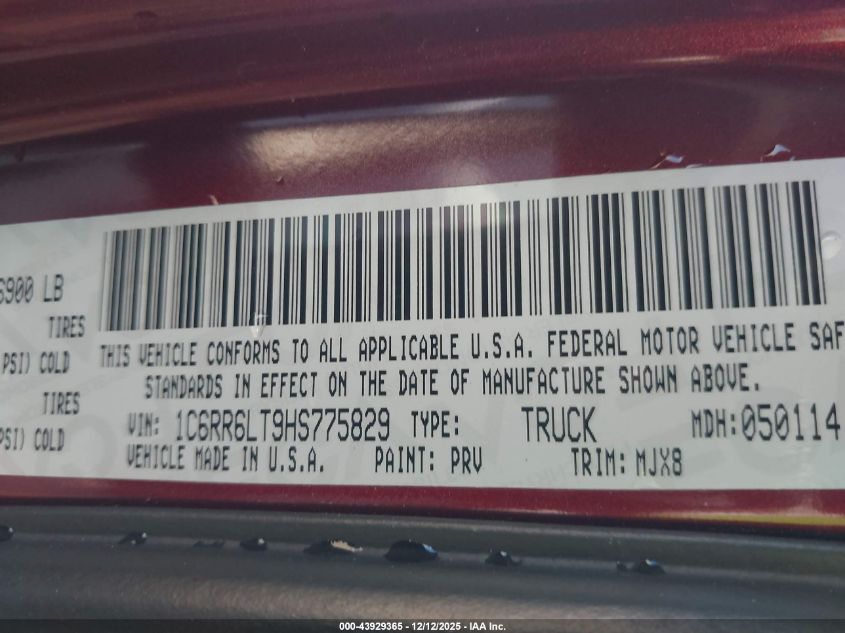 6900 LB
TIRES
PSI) COLD
TIRES
PSI) COLD
THIS VEHICLE CONFORMS TO ALL APPLICABLE U.S.A. FEDERAL MOTOR VEHICLE SAF
STANDARDS IN EFFECT ON THE DATE OF MANUFACTURE SHOWN ABOVE.
VIN: 1C6RR6LT9HS775829 TYPE: TRUCK MDH:050114
VEHICLE MADE IN U.S.A. PAINT: PRV TRIM: MJX8
000-43929365 - 12/12/2025 - IAA Inc.